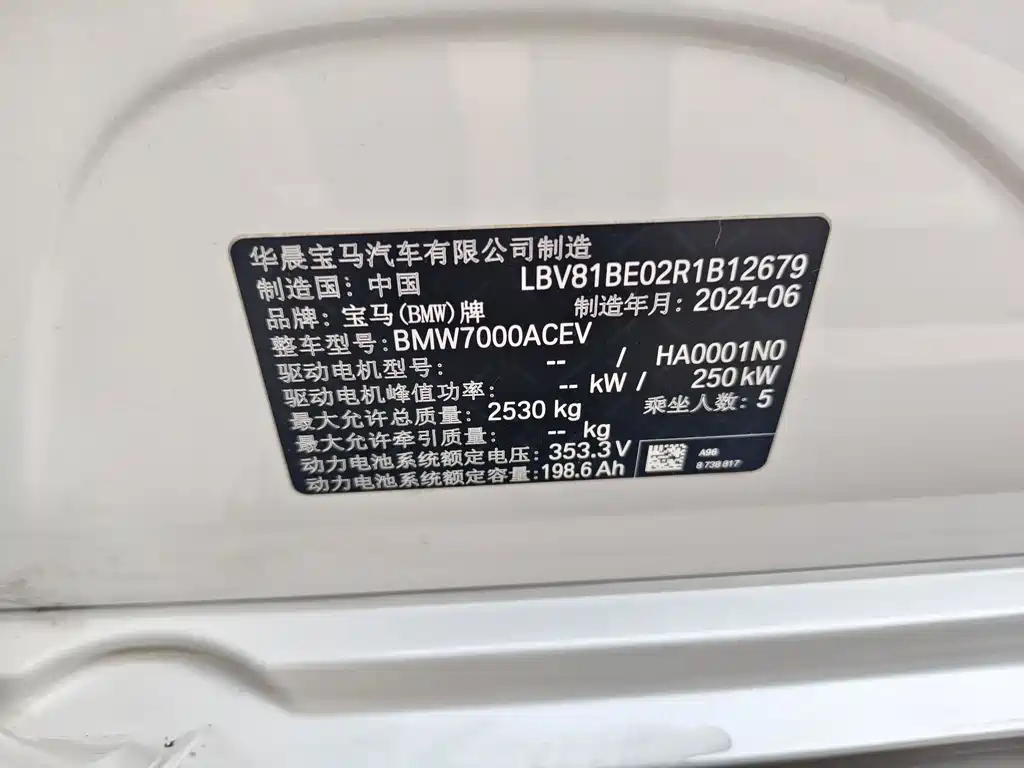 华晨宝马汽车有限公司制造
制造国: 中国 LBV81BE02R1B12679
品牌: 宝马(BMW)牌 制造年月: 2024-06
整车型号:BMW7000ACEV
驱动电机型号: -- / HA0001N0
驱动电机峰值功率: -- kW / 250 kW
最大允许总质量: 2530 kg 乘坐人数: 5
最大允许牵引质量: -- kg
动力电池系统额定电压: 353.3 V
动力电池系统额定容量:198.6 Ah
A96
8 738 817